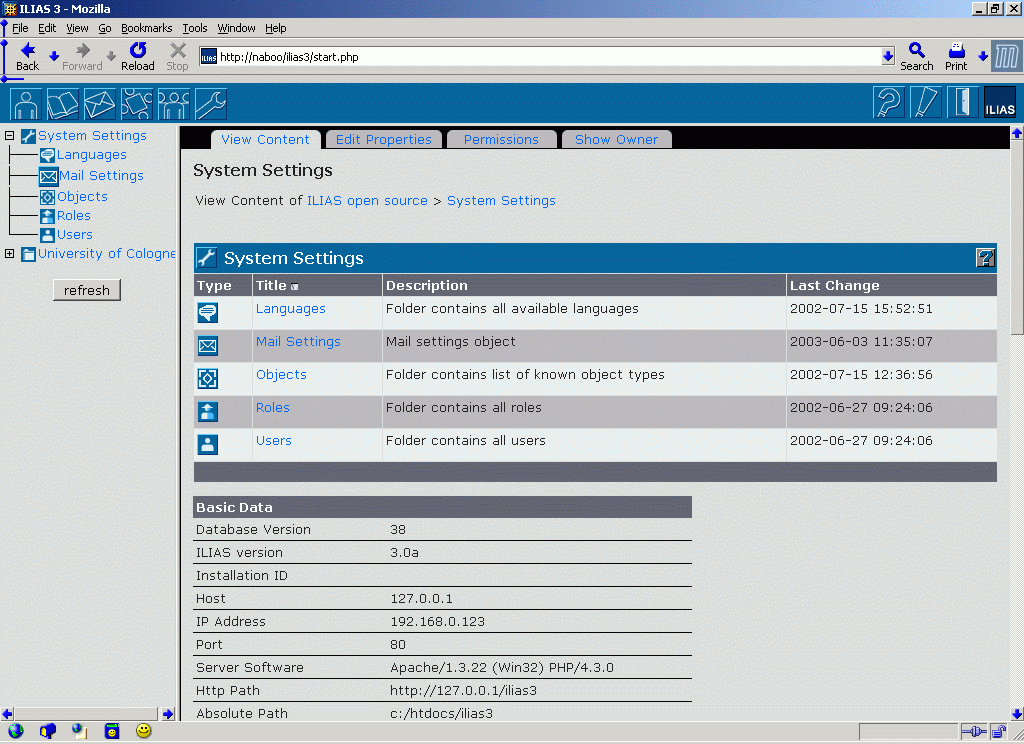 ILIAS 3 - Mozilla
File Edit View Go Bookmarks Tools Window Help
Back Forward Reload Stop http://naboo/ilias3/start.php Search Print
ILIAS
System Settings
Languages
Mail Settings
Objects
Roles
Users
University of Cologne
refresh
View Content Edit Properties Permissions Show Owner
System Settings
View Content of ILIAS open source > System Settings
System Settings ?
Type Title Description Last Change
Languages Folder contains all available languages 2002-07-15 15:52:51
Mail Settings Mail settings object 2003-06-03 11:35:07
Objects Folder contains list of known object types 2002-07-15 12:36:56
Roles Folder contains all roles 2002-06-27 09:24:06
Users Folder contains all users 2002-06-27 09:24:06
Basic Data
Database Version 38
ILIAS version 3.0a
Installation ID
Host 127.0.0.1
IP Address 192.168.0.123
Port 80
Server Software Apache/1.3.22 (Win32) PHP/4.3.0
Http Path http://127.0.0.1/ilias3
Absolute Path c:/htdocs/ilias3